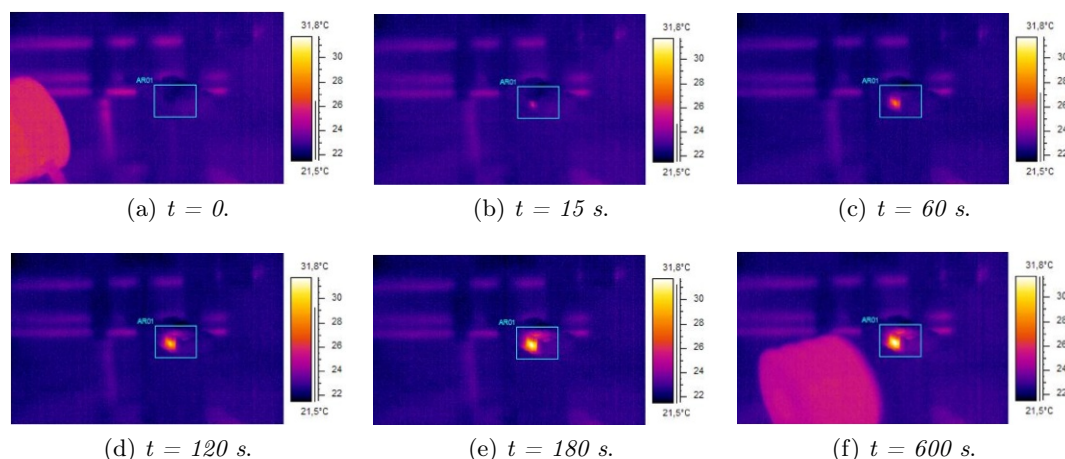 31,8°C
30
28
26
24
22
21,5°C
AR01
(a) t = 0.
31,8°C
30
28
26
24
22
21,5°C
AR01
(b) t = 15 s.
31,8°C
30
28
26
24
22
21,5°C
AR01
(c) t = 60 s.
31,8°C
30
28
26
24
22
21,5°C
AR01
(d) t = 120 s.
31,8°C
30
28
26
24
22
21,5°C
AR01
(e) t = 180 s.
31,8°C
30
28
26
24
22
21,5°C
AR01
(f) t = 600 s.